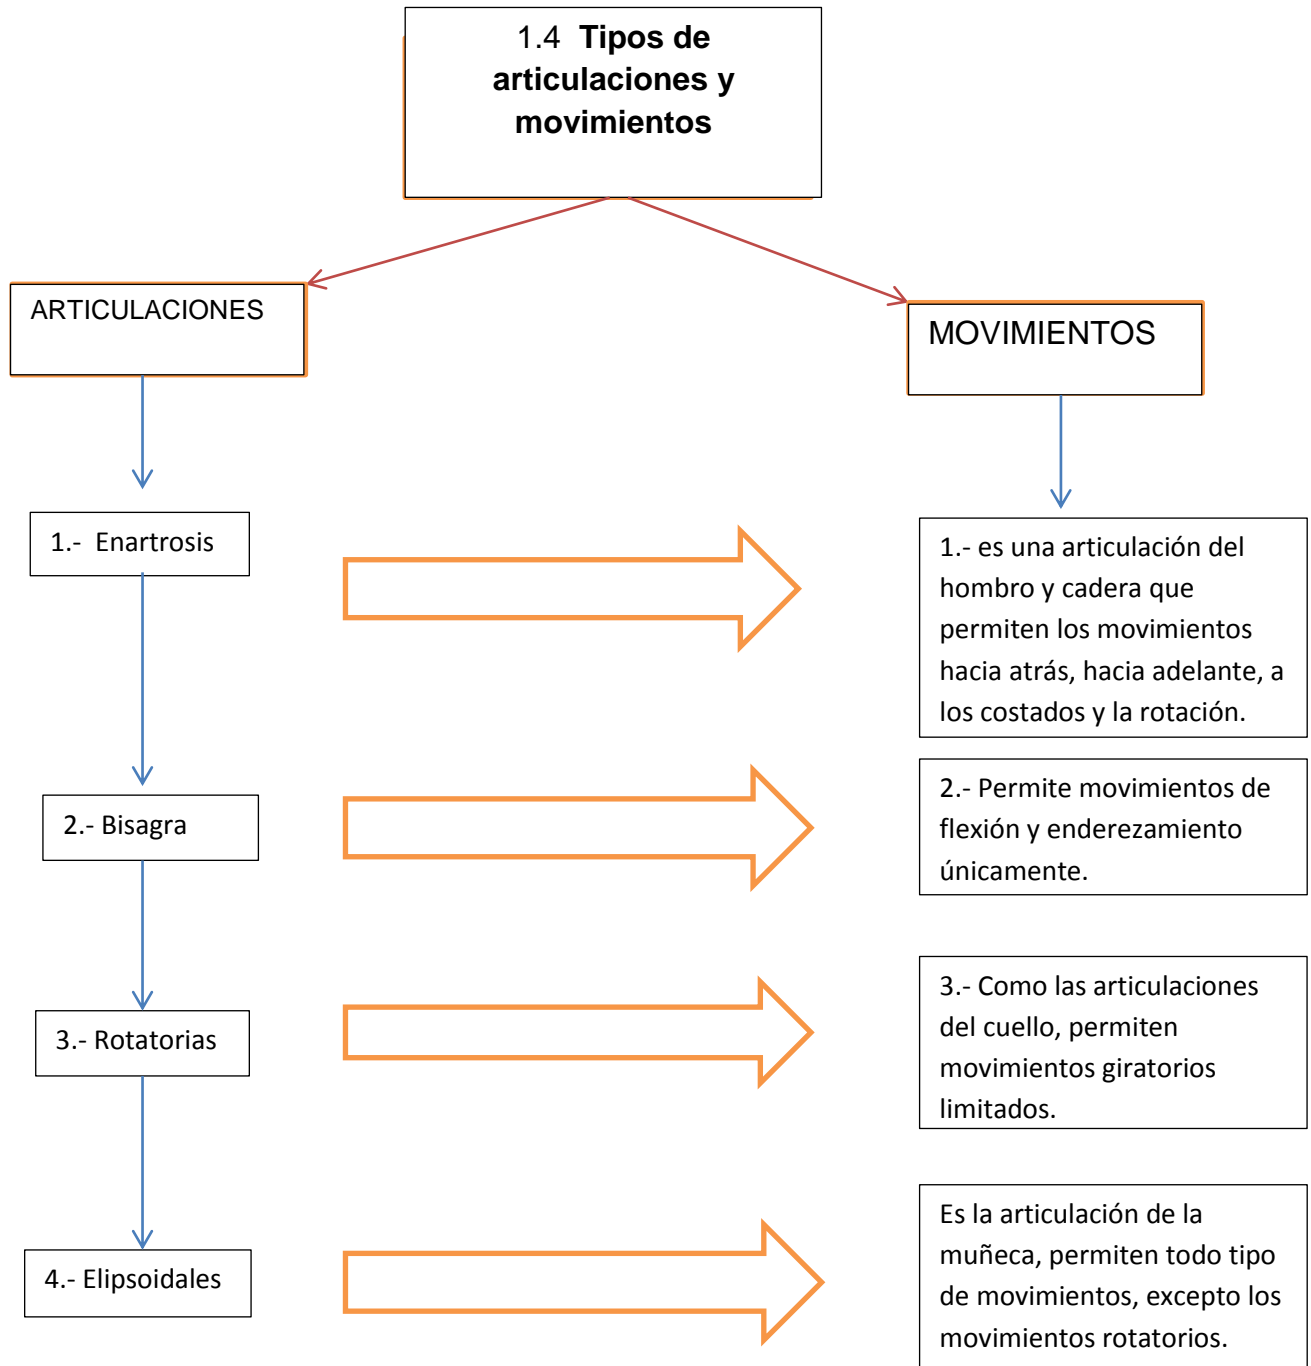 1.4 Tipos de
articulaciones y
movimientos
ARTICULACIONES
MOVIMIENTOS
1.- Enartrosis
1.- es una articulación del
hombro y cadera que
permiten los movimientos
hacia atrás, hacia adelante, a
los costados y la rotación.
2.- Bisagra
2.- Permite movimientos de
flexión y enderezamiento
únicamente.
3.- Rotatorias
3.- Como las articulaciones
del cuello, permiten
movimientos giratorios
limitados.
4.- Elipsoidales
Es la articulación de la
muñeca, permiten todo tipo
de movimientos, excepto los
movimientos rotatorios.